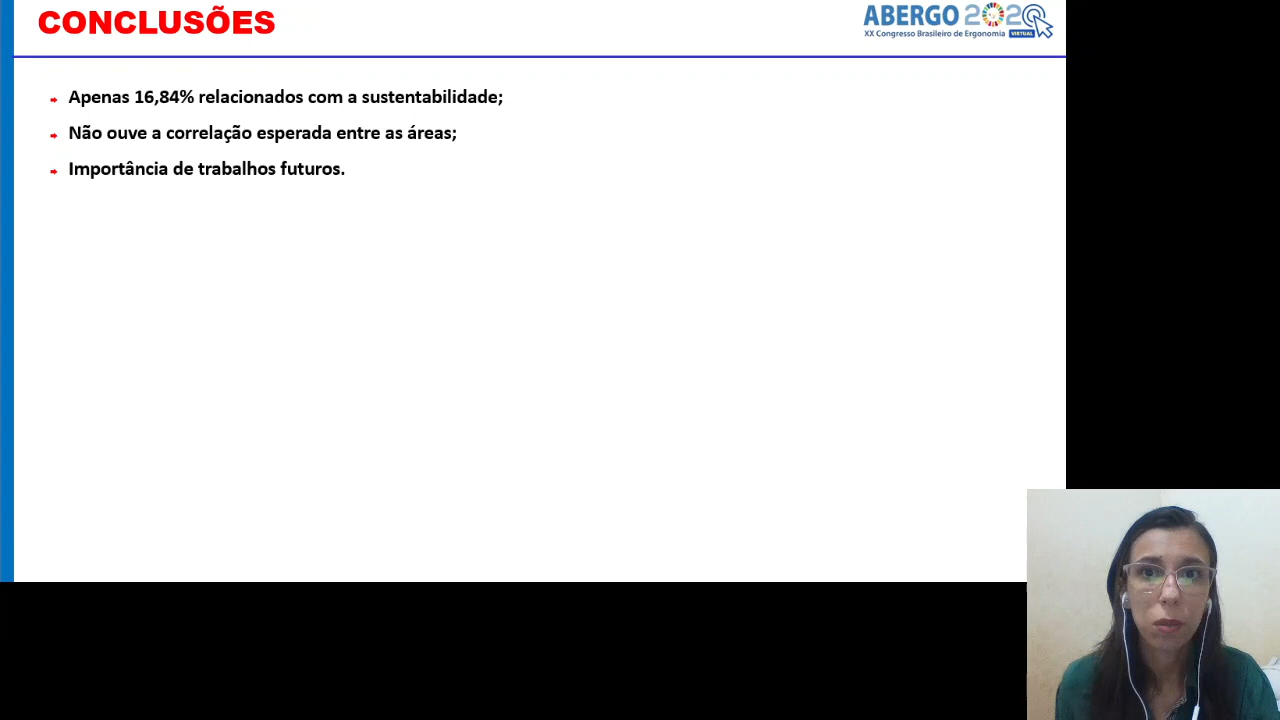 CONCLUSÕES
ABERGO 2020
XX Congresso Brasileiro de Ergonomia VIRTUAL
Apenas 16,84% relacionados com a sustentabilidade;
Não ouve a correlação esperada entre as áreas;
Importância de trabalhos futuros.